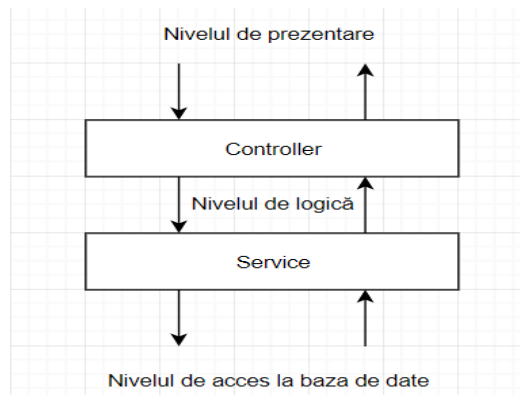 Nivelul de prezentare
Controller
Nivelul de logică
Service
Nivelul de acces la baza de date